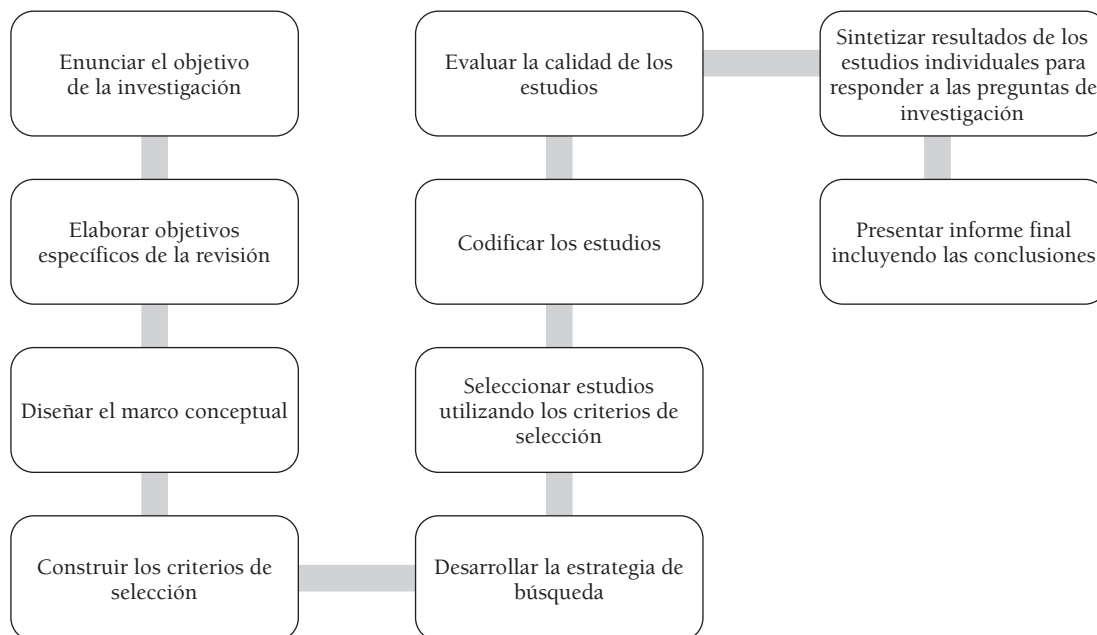 Enunciar el objetivo
de la investigación
Elaborar objetivos
específicos de la revisión
Diseñar el marco conceptual
Construir los criterios de
selección
Desarrollar la estrategia de
búsqueda
Seleccionar estudios
utilizando los criterios de
selección
Codificar los estudios
Evaluar la calidad de los
estudios
Sintetizar resultados de los
estudios individuales para
responder a las preguntas de
investigación
Presentar informe final
incluyendo las conclusiones